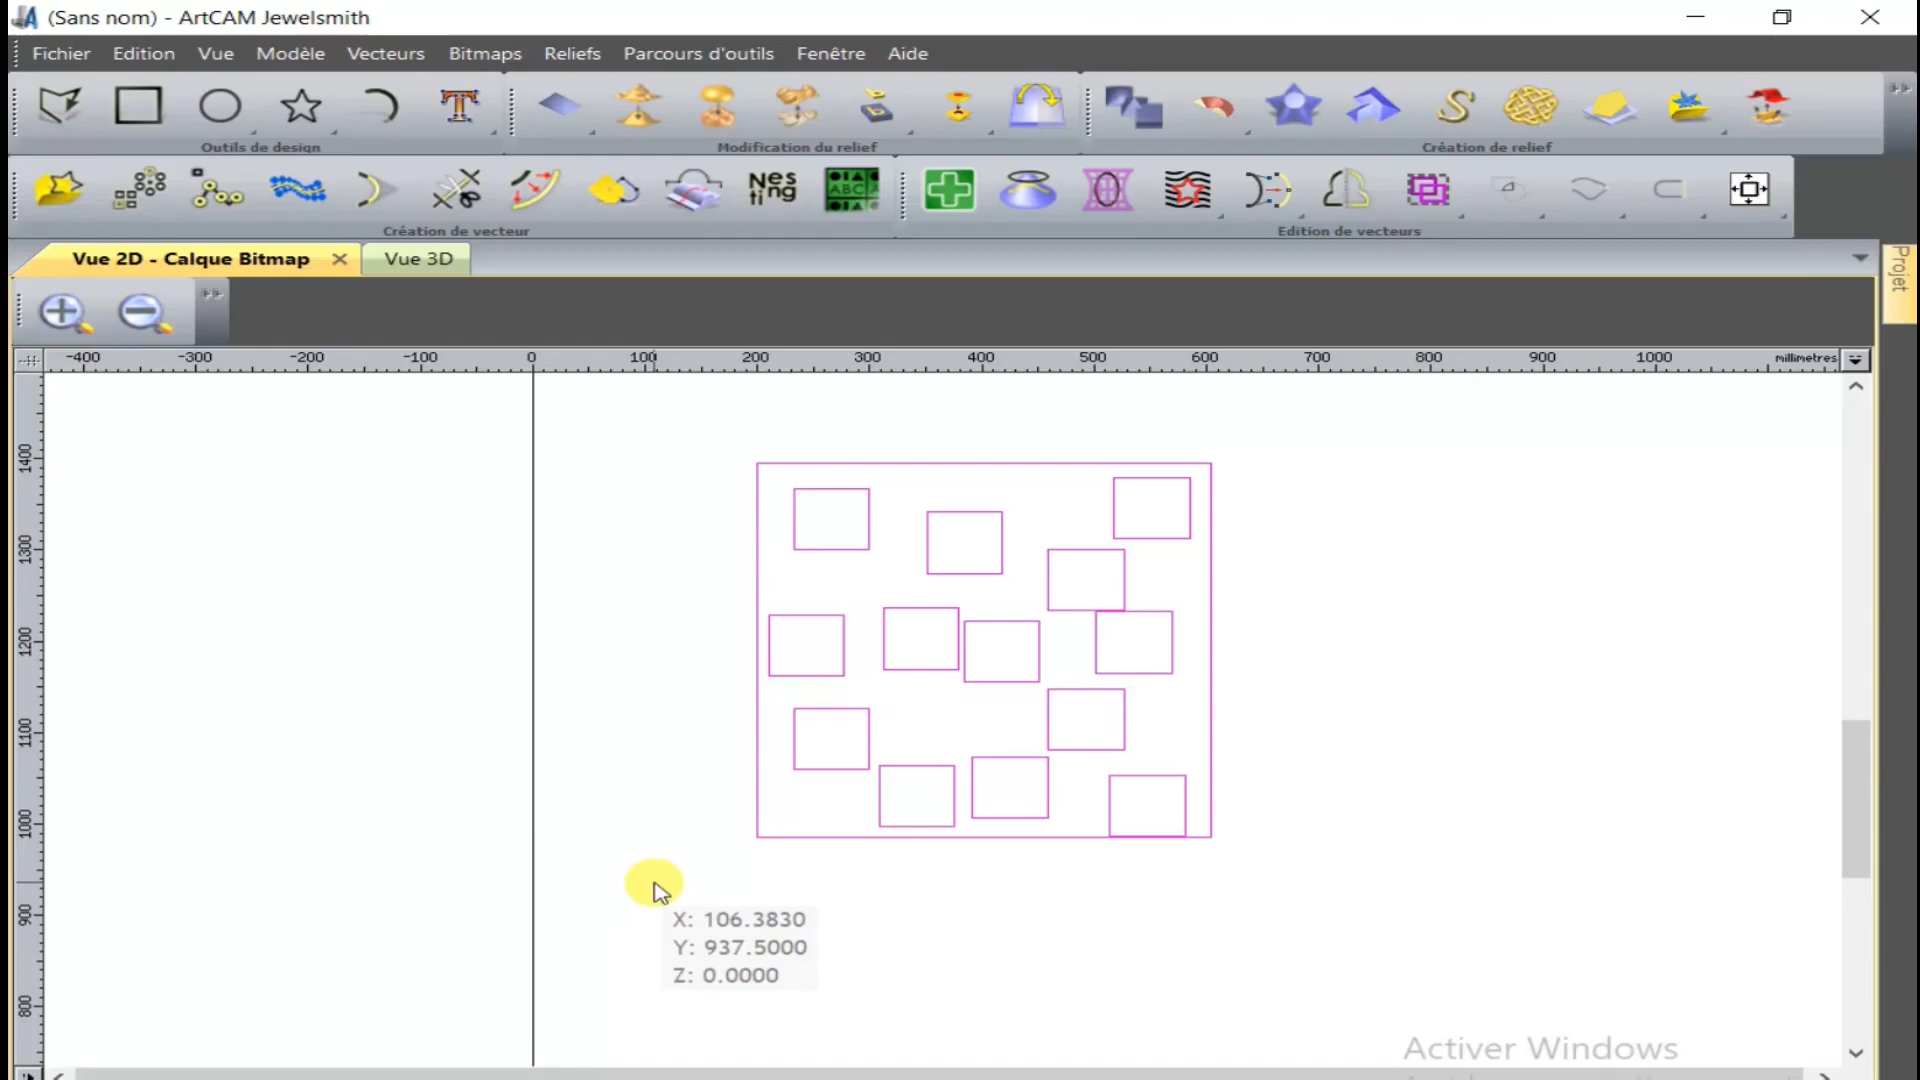 (Sans nom) - ArtCAM Jewelsmith
Fichier Edition Vue Modèle Vecteurs Bitmaps Reliefs Parcours d'outils Fenêtre Aide
Outils de design Modification du relief Création de relief
Nes
ting
ABC
Création de vecteur Edition de vecteurs
Vue 2D - Calque Bitmap Vue 3D
Projet
-400 -300 -200 -100 0 100 200 300 400 500 600 700 800 900 1000 millimetres
1400
1300
1200
1100
1000
900
800
X: 106.3830
Y: 937.5000
Z: 0.0000
Activer Windows